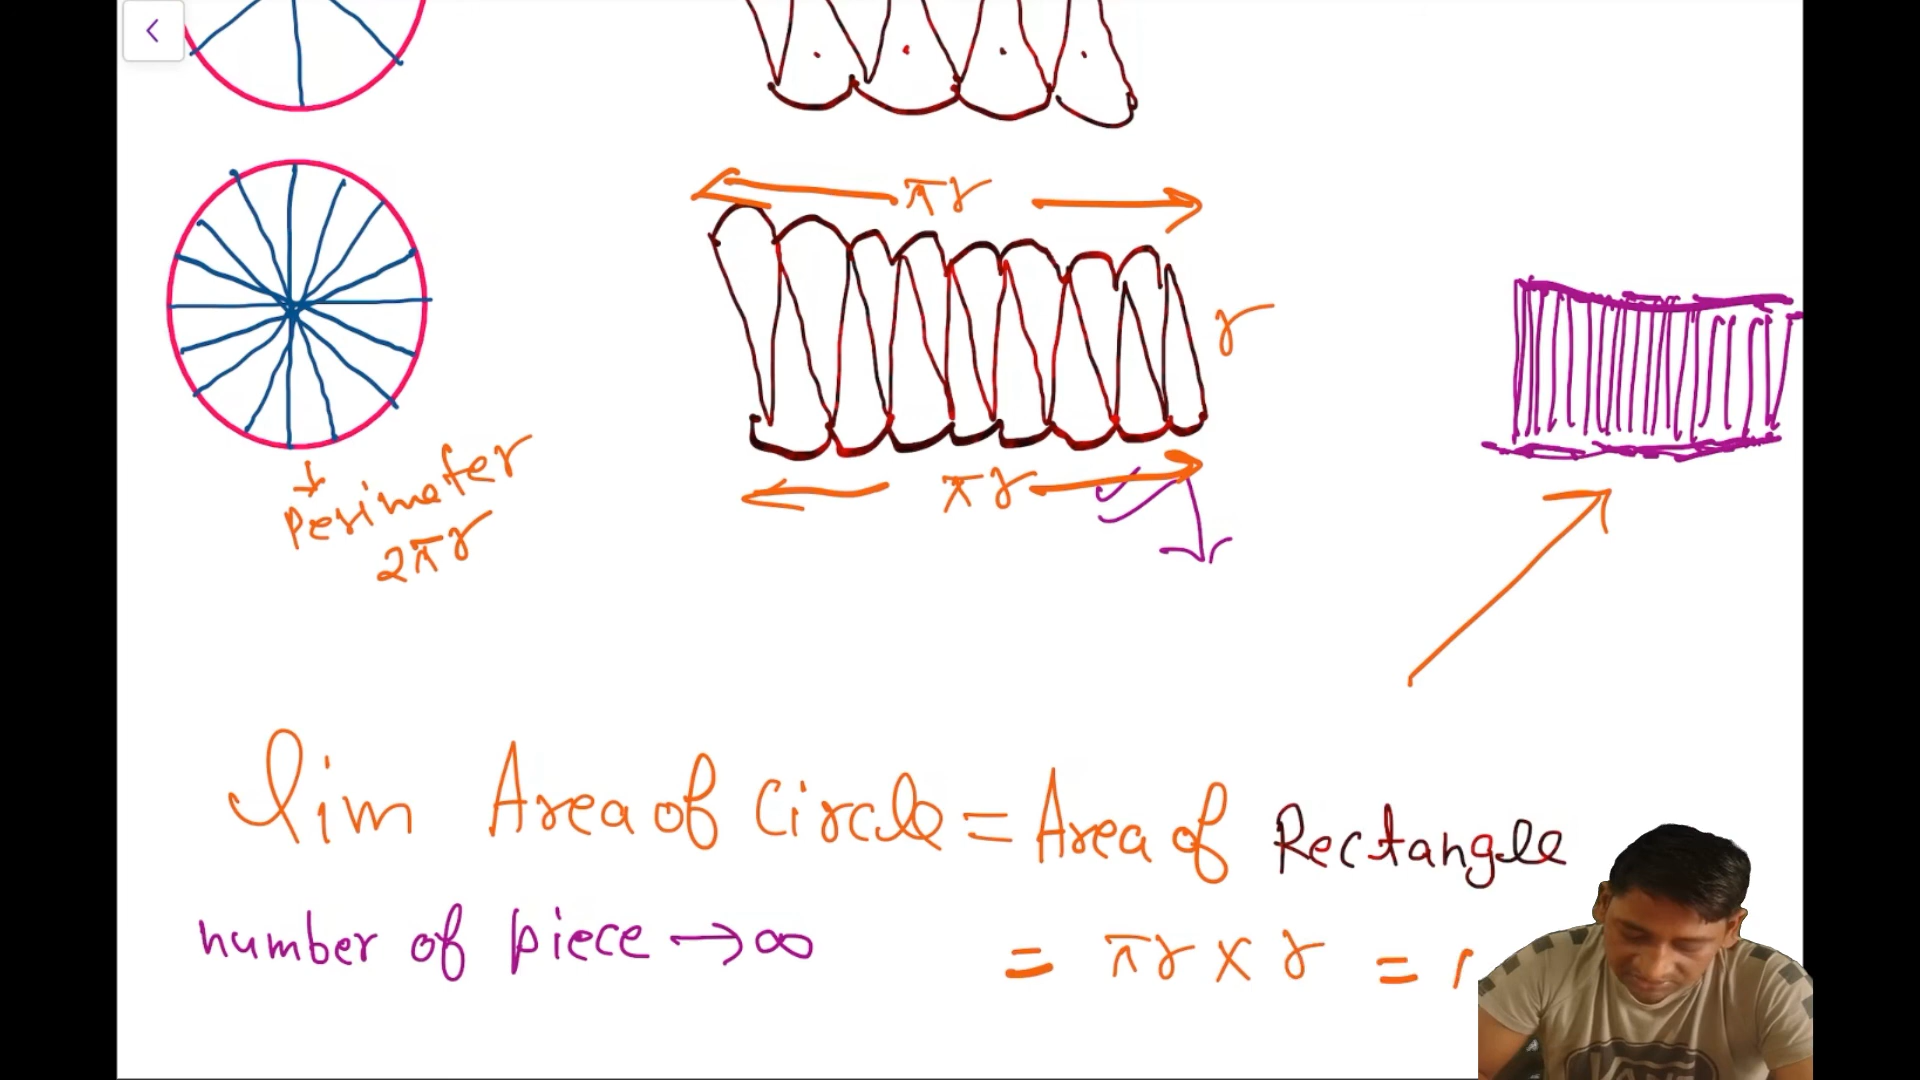 πr
r
πr
r
Perimeter
2πr
lim Area of Circle = Area of Rectangle
number of piece → ∞
= πr × r =